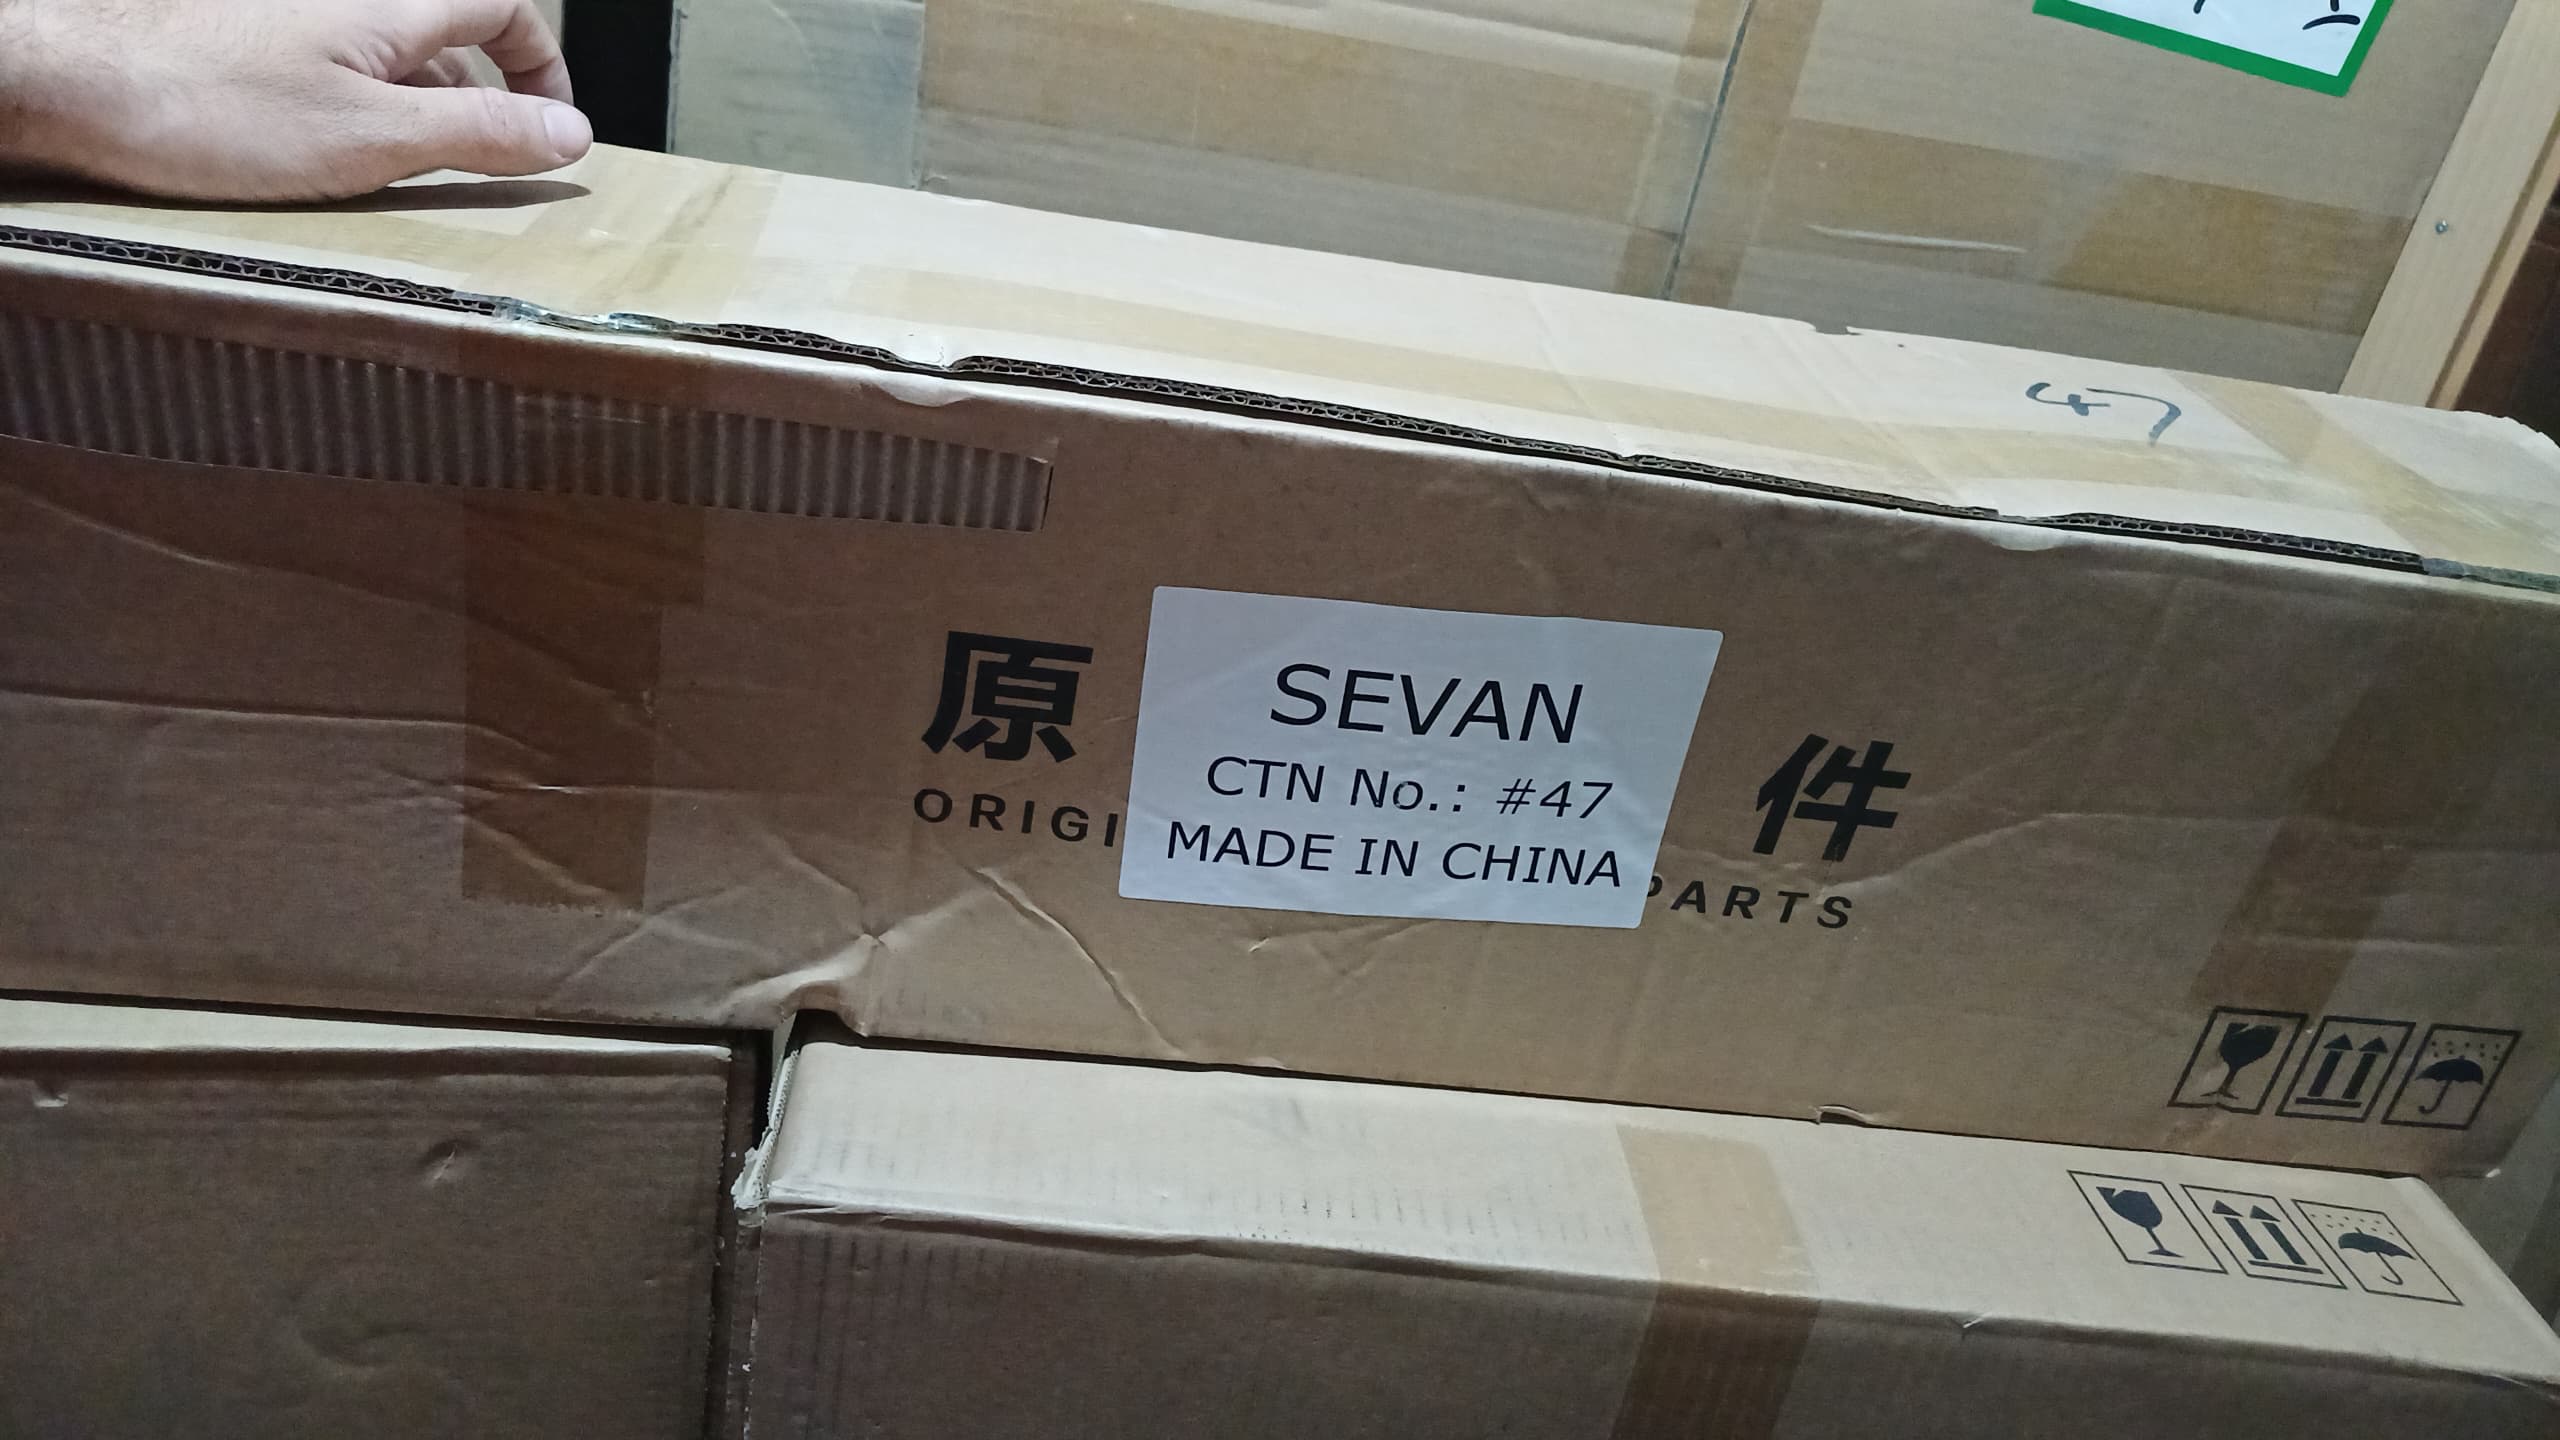 47
原 件
ORIGI PARTS
SEVAN
CTN No.: #47
MADE IN CHINA